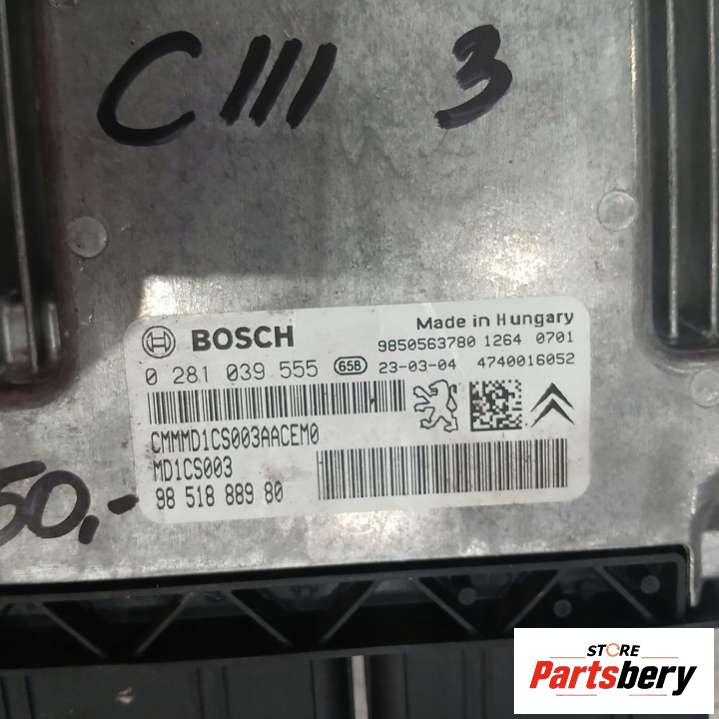 CIII 3
BOSCH
Made in Hungary
9850563780 1264 0701
0 281 039 555 658 23-03-04 4740016052
CMMMD1CS003AACEM0
MD1CS003
98 518 889 80
50,-
STORE
Partsbery